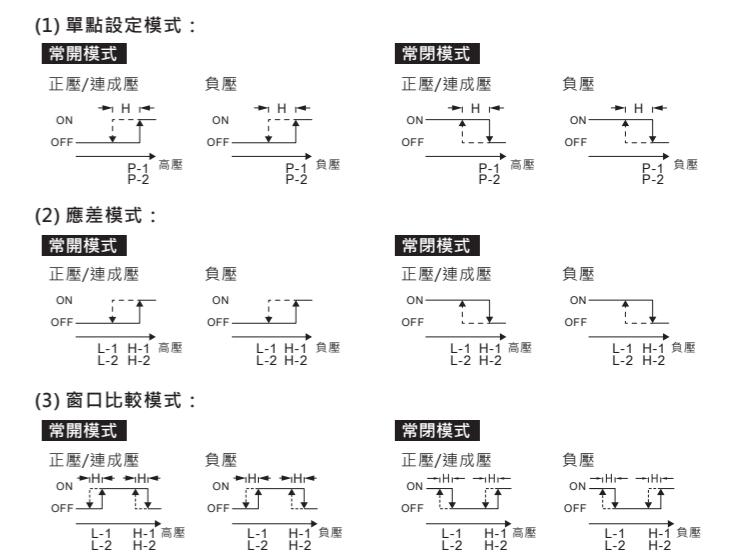 (1) 單點設定模式：
常開模式 常閉模式
正壓/連成壓 負壓 正壓/連成壓 負壓
H H H H
ON ON ON ON
OFF OFF OFF OFF
P-1 高壓 P-1 負壓 P-1 高壓 P-1 負壓
P-2 P-2 P-2 P-2
(2) 應差模式：
常開模式 常閉模式
正壓/連成壓 負壓 正壓/連成壓 負壓
ON ON ON ON
OFF OFF OFF OFF
L-1 H-1 高壓 L-1 H-1 負壓 L-1 H-1 高壓 L-1 H-1 負壓
L-2 H-2 L-2 H-2 L-2 H-2 L-2 H-2
(3) 窗口比較模式：
常開模式 常閉模式
正壓/連成壓 負壓 正壓/連成壓 負壓
H H H H H H H H
ON ON ON ON
OFF OFF OFF OFF
L-1 H-1 高壓 L-1 H-1 負壓 L-1 H-1 高壓 L-1 H-1 負壓
L-2 H-2 L-2 H-2 L-2 H-2 L-2 H-2